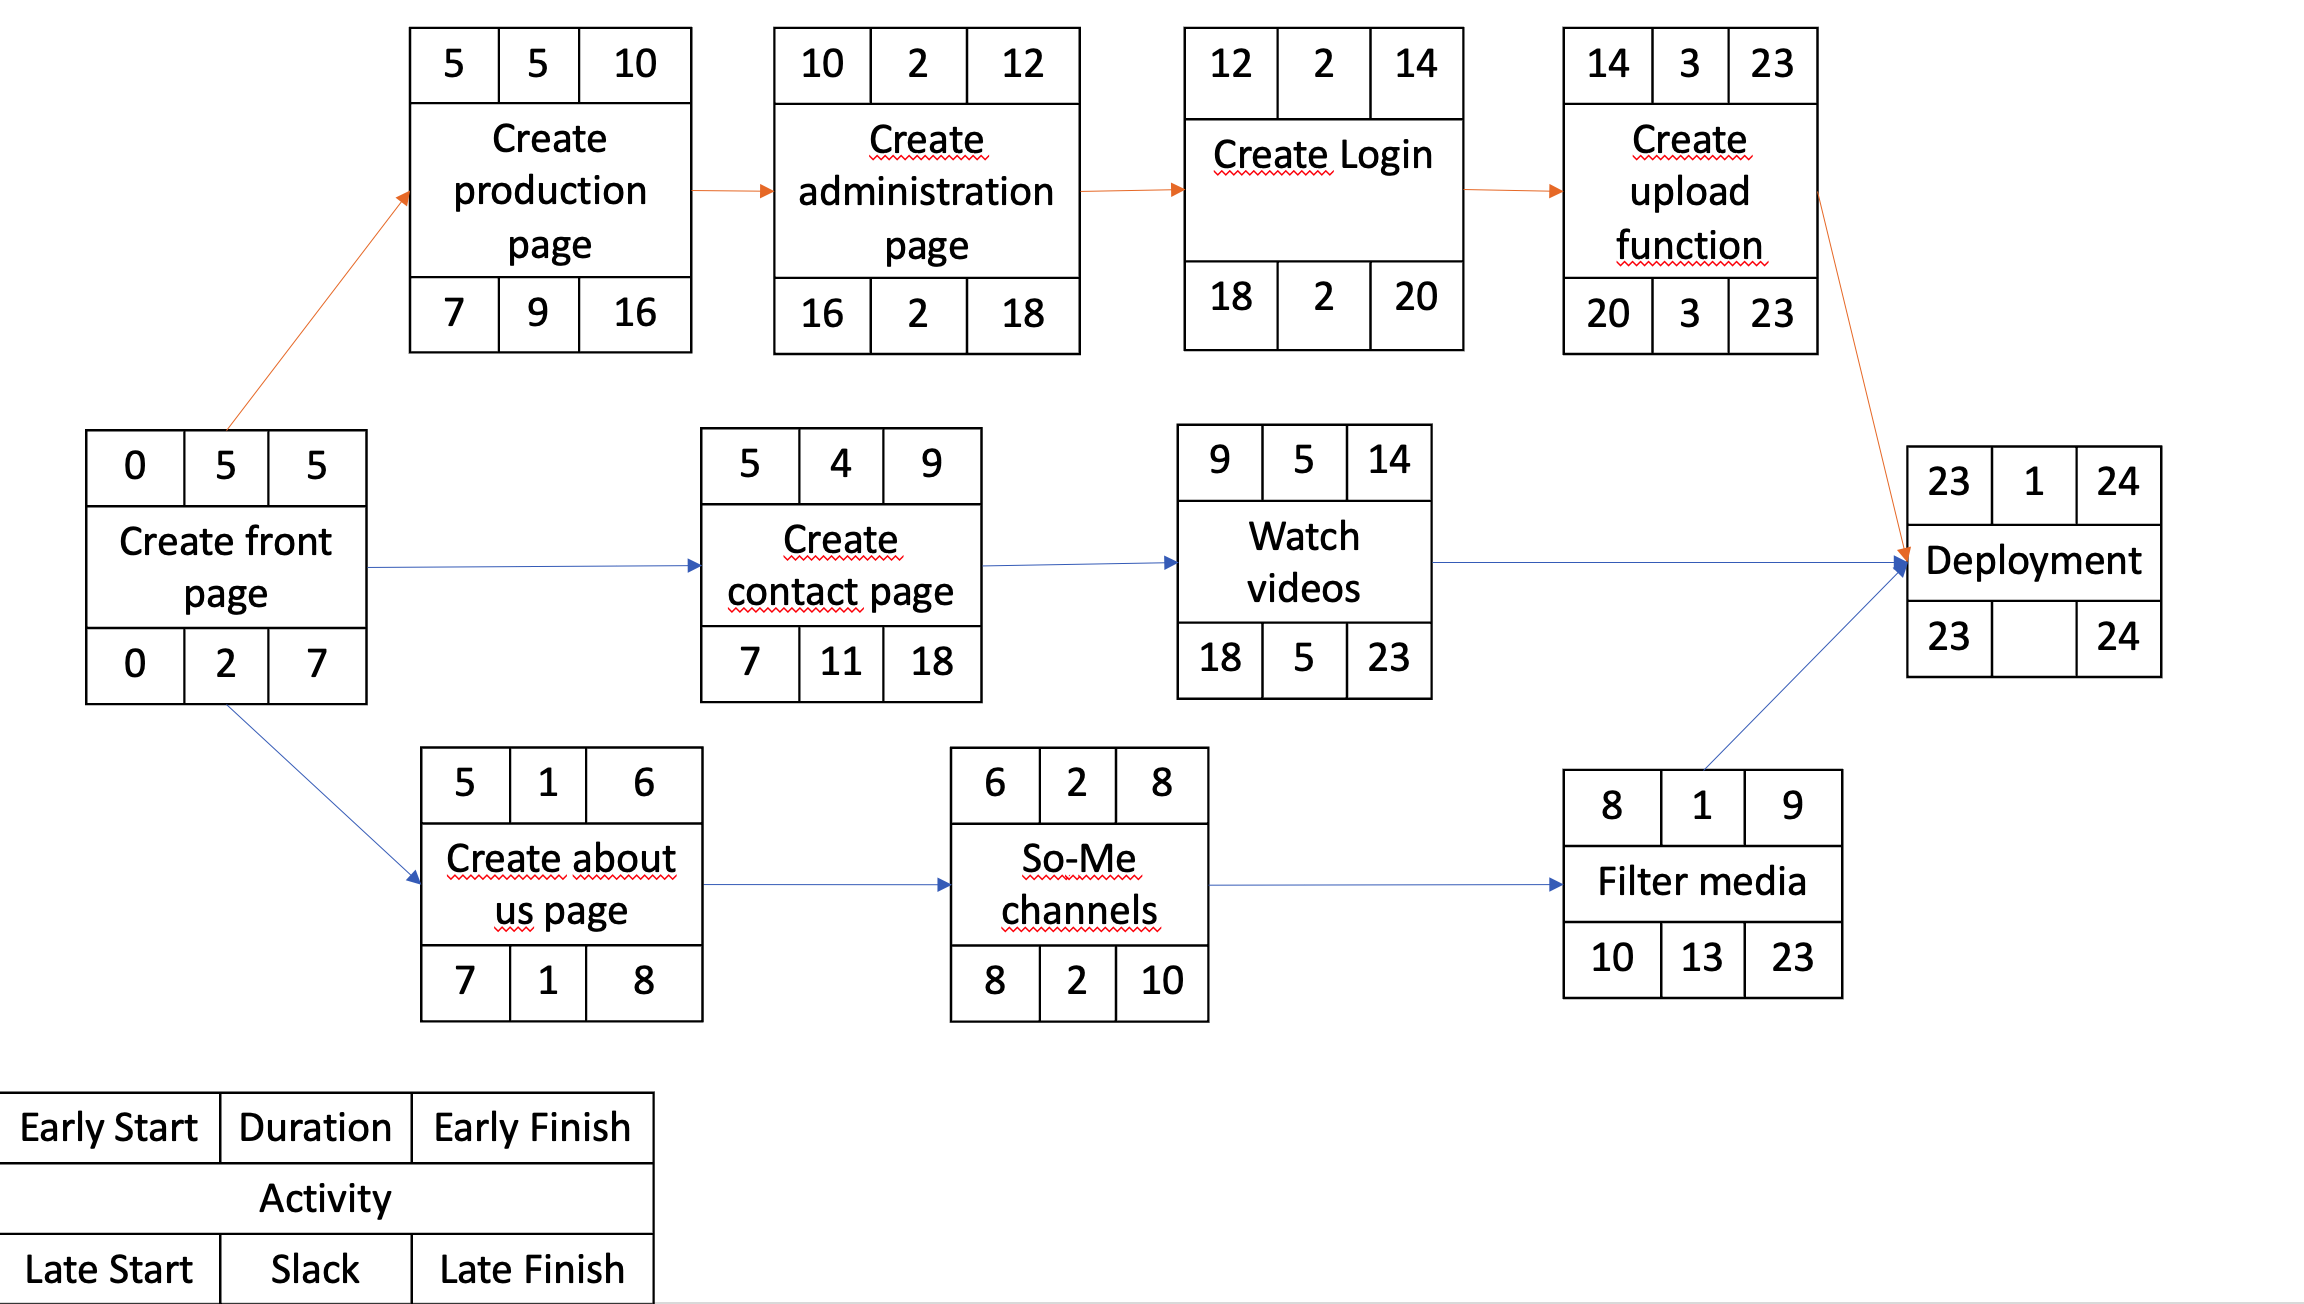 5 5 10
Create
production
page
7 9 16
10 2 12
Create
administration
page
16 2 18
12 2 14
Create Login
18 2 20
14 3 23
Create
upload
function
20 3 23
0 5 5
Create front
page
0 2 7
5 4 9
Create
contact page
7 11 18
9 5 14
Watch
videos
18 5 23
23 1 24
Deployment
23 24
5 1 6
Create about
us page
7 1 8
6 2 8
So-Me
channels
8 2 10
8 1 9
Filter media
10 13 23
Early Start Duration Early Finish
Activity
Late Start Slack Late Finish